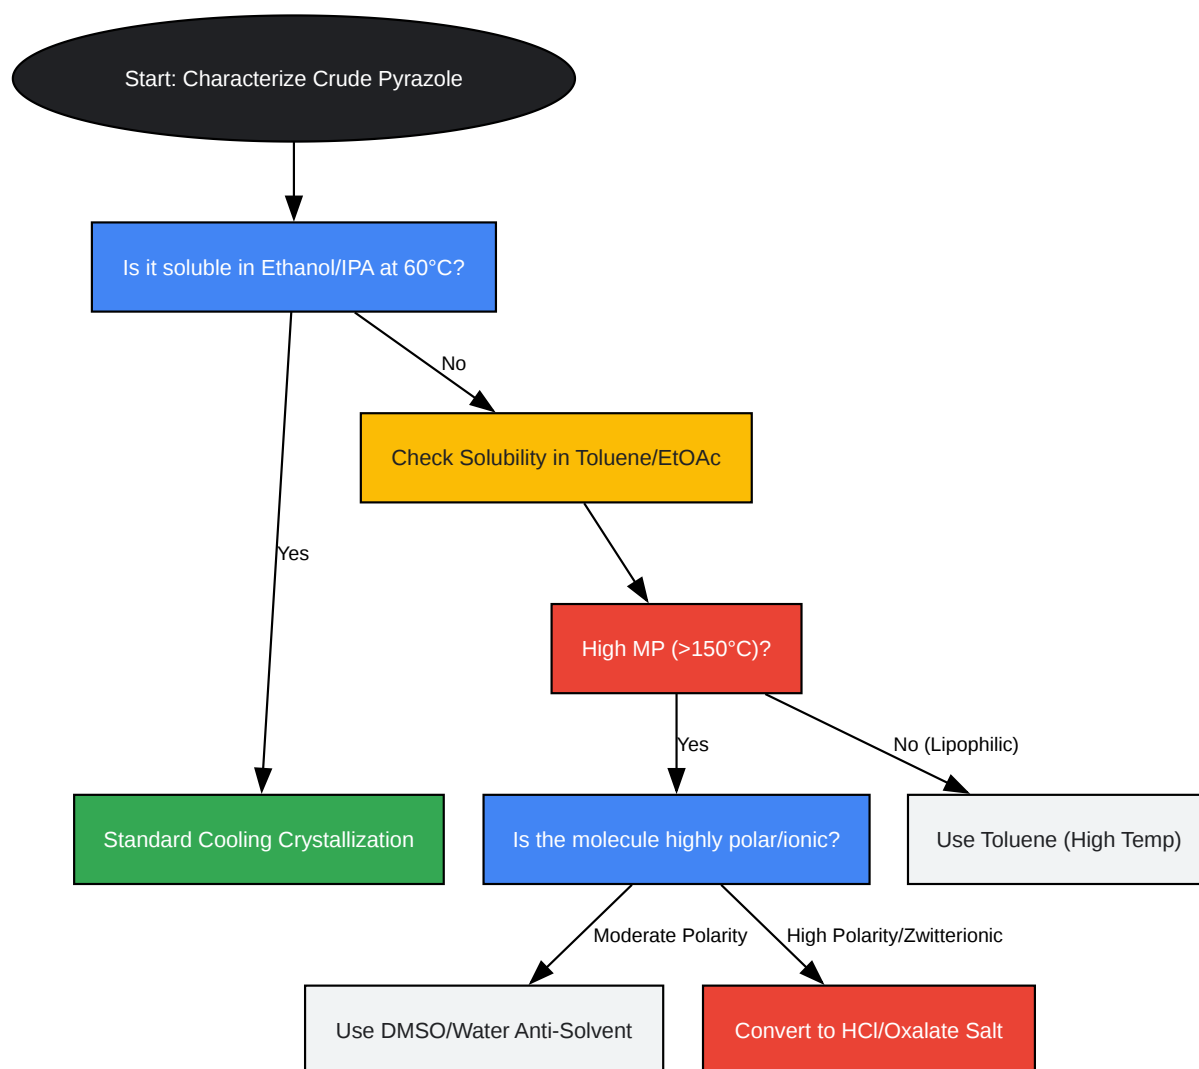 Start: Characterize Crude Pyrazole
Is it soluble in Ethanol/IPA at 60°C?
No
Check Solubility in Toluene/EtOAc
Yes
High MP (>150°C)?
Yes
No (Lipophilic)
Standard Cooling Crystallization
Is the molecule highly polar/ionic?
Use Toluene (High Temp)
Moderate Polarity
High Polarity/Zwitterionic
Use DMSO/Water Anti-Solvent
Convert to HCl/Oxalate Salt